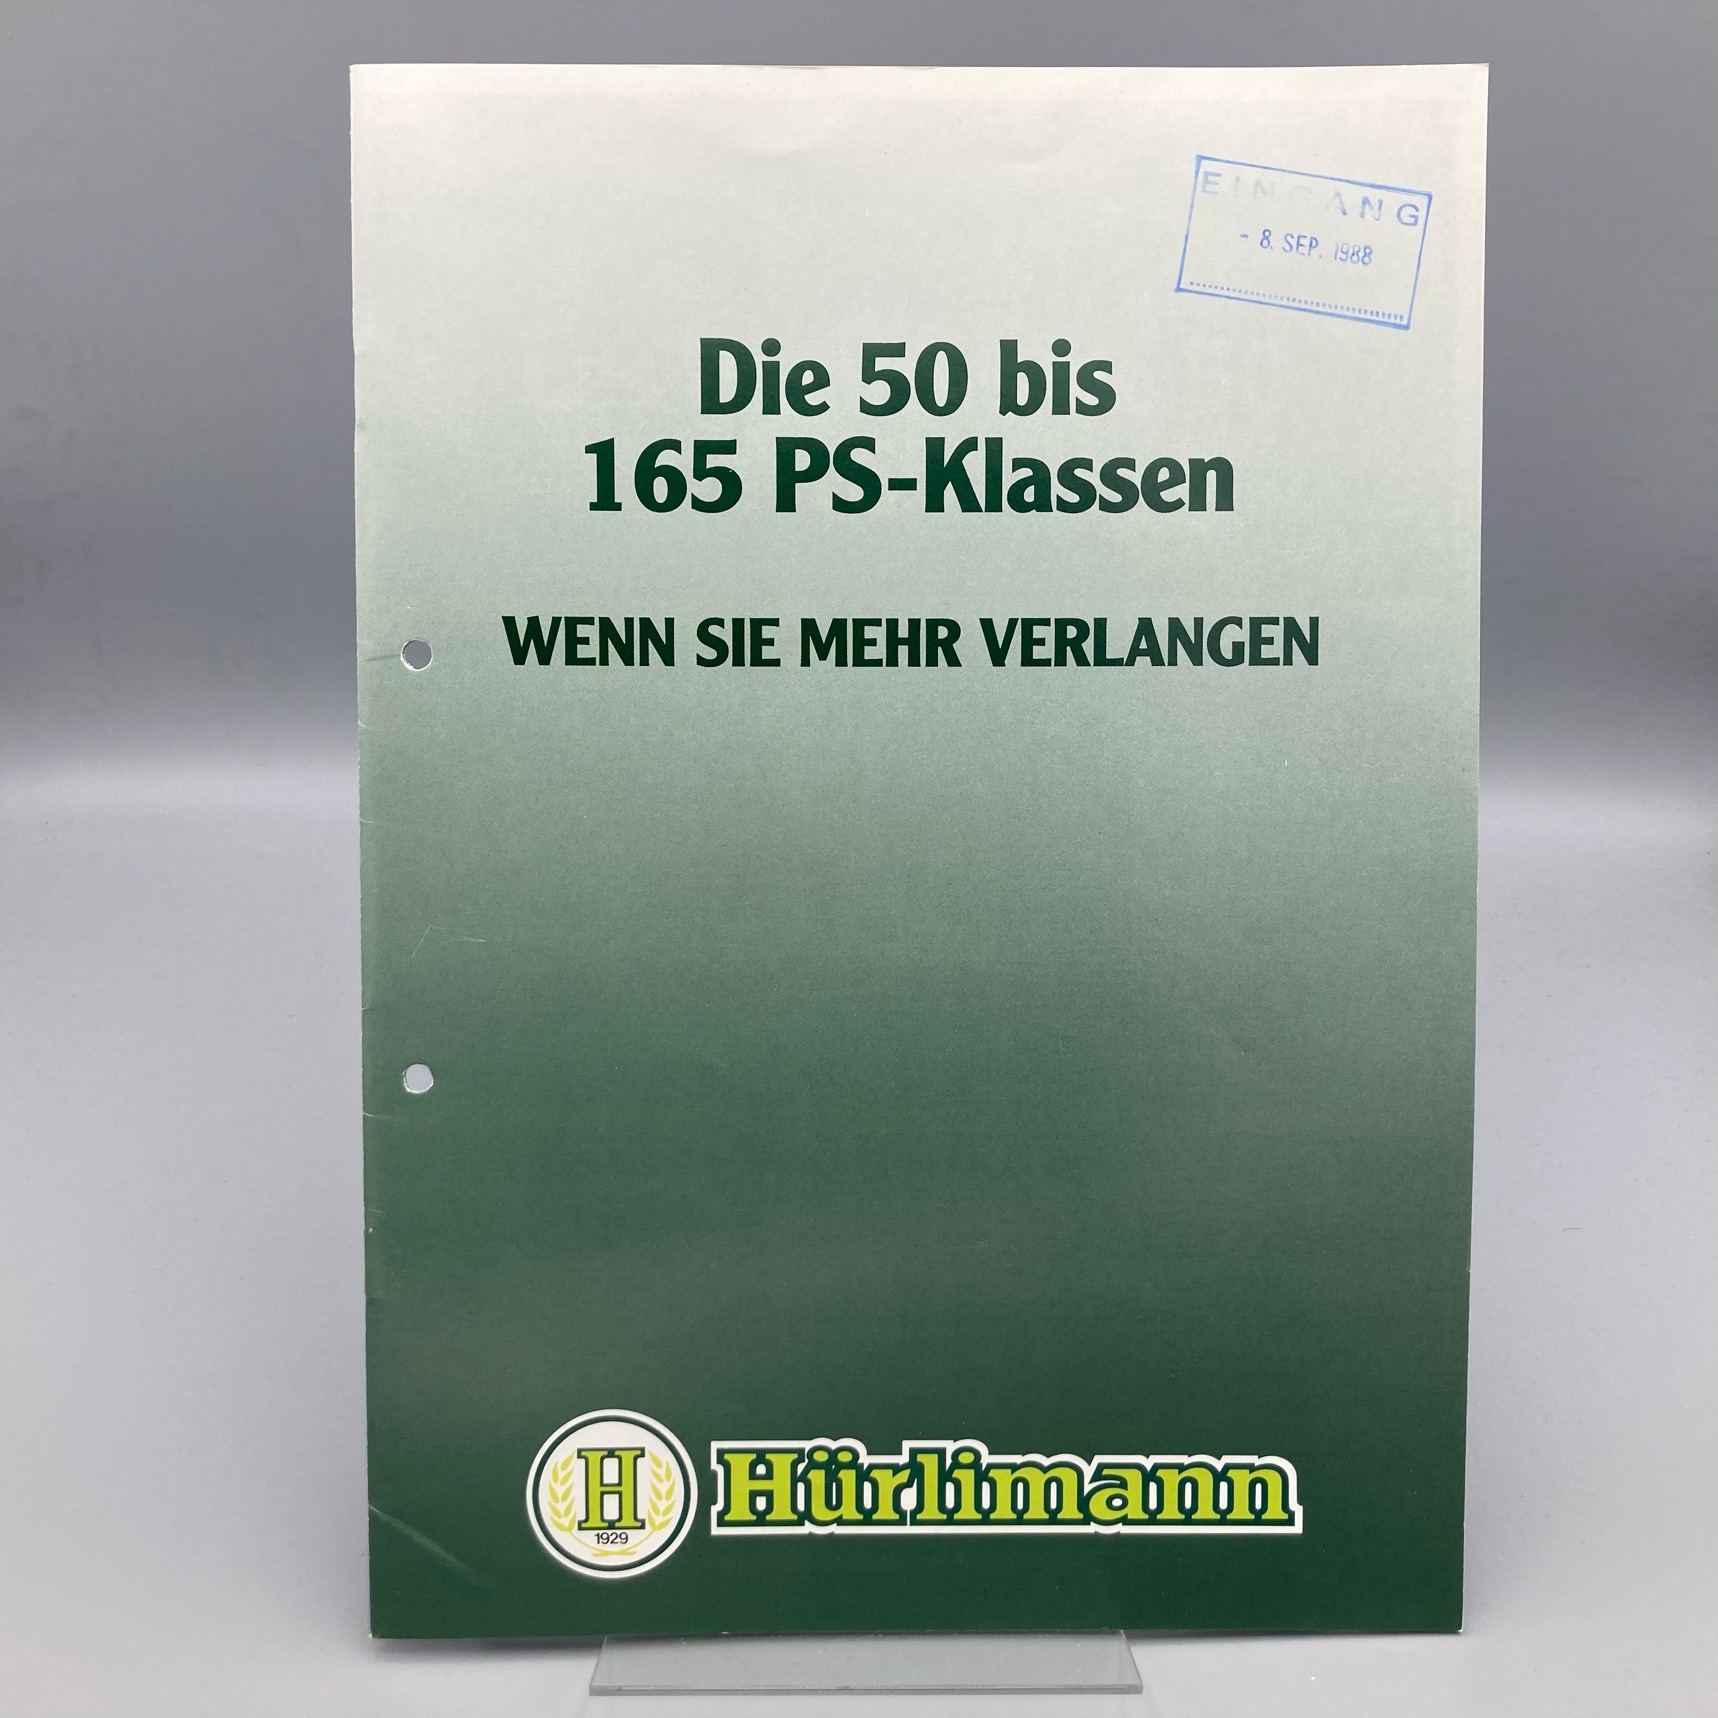 EINGANG
- 8. SEP. 1988
Die 50 bis
165 PS-Klassen
WENN SIE MEHR VERLANGEN
H
1929
Hürlimann